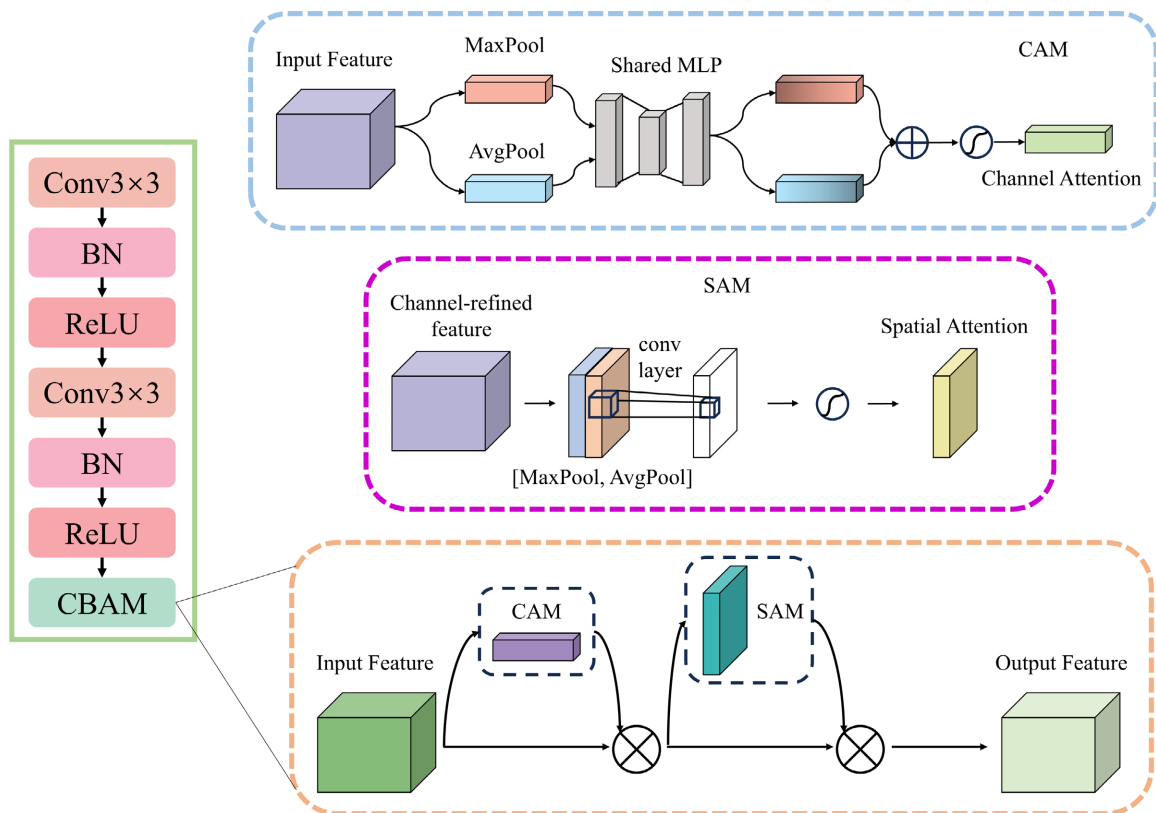 Conv3×3
BN
ReLU
Conv3×3
BN
ReLU
CBAM
CAM
Input Feature
MaxPool
AvgPool
Shared MLP
Channel Attention
SAM
Channel-refined
feature
conv
layer
[MaxPool, AvgPool]
Spatial Attention
Input Feature
CAM
SAM
Output Feature